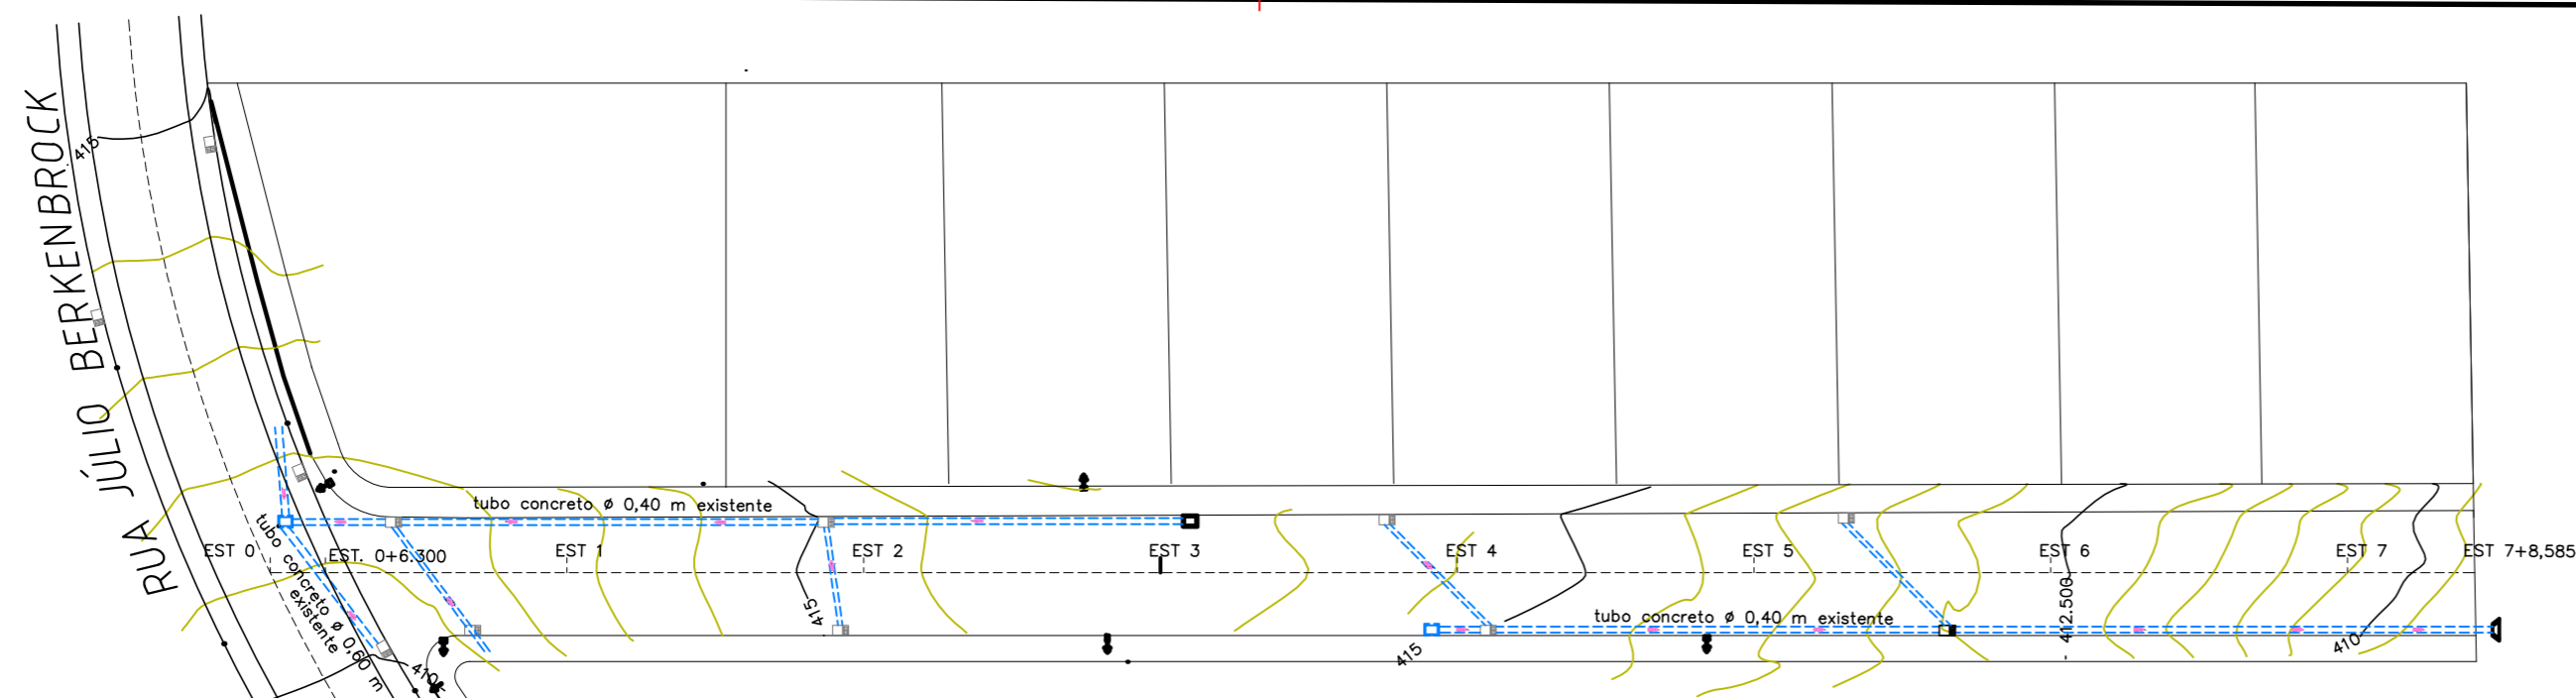 RUA JÚLIO BERKENBROCK
415
tubo concreto ø 0,40 m existente
EST 0
EST. 0+6.300
EST 1
EST 2
EST 3
EST 4
EST 5
EST 6
EST 7
EST 7+8,585
tubo concreto ø 0,60 m
existente
415
tubo concreto ø 0,40 m existente
412.500
415
410
410